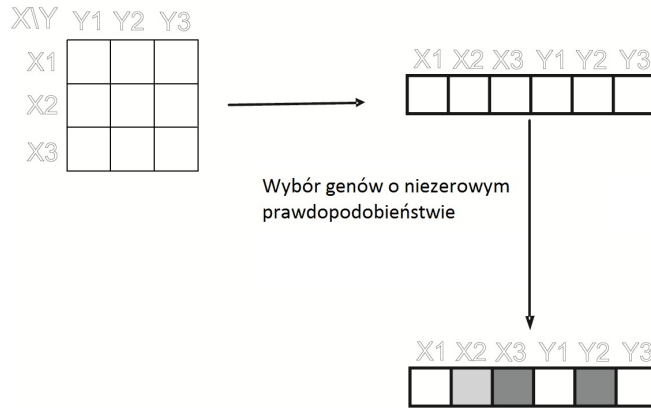 X\Y Y1 Y2 Y3
X1
X2
X3
X1 X2 X3 Y1 Y2 Y3
Wybór genów o niezerowym
prawdopodobieństwie
X1 X2 X3 Y1 Y2 Y3